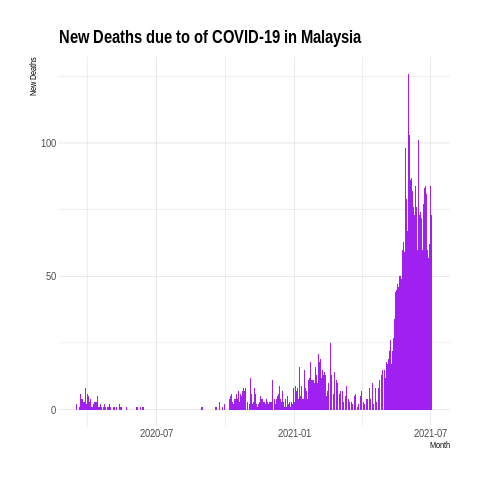 New Deaths due to of COVID-19 in Malaysia
New Deaths
100
50
0
2020-07
2021-01
2021-07
Month